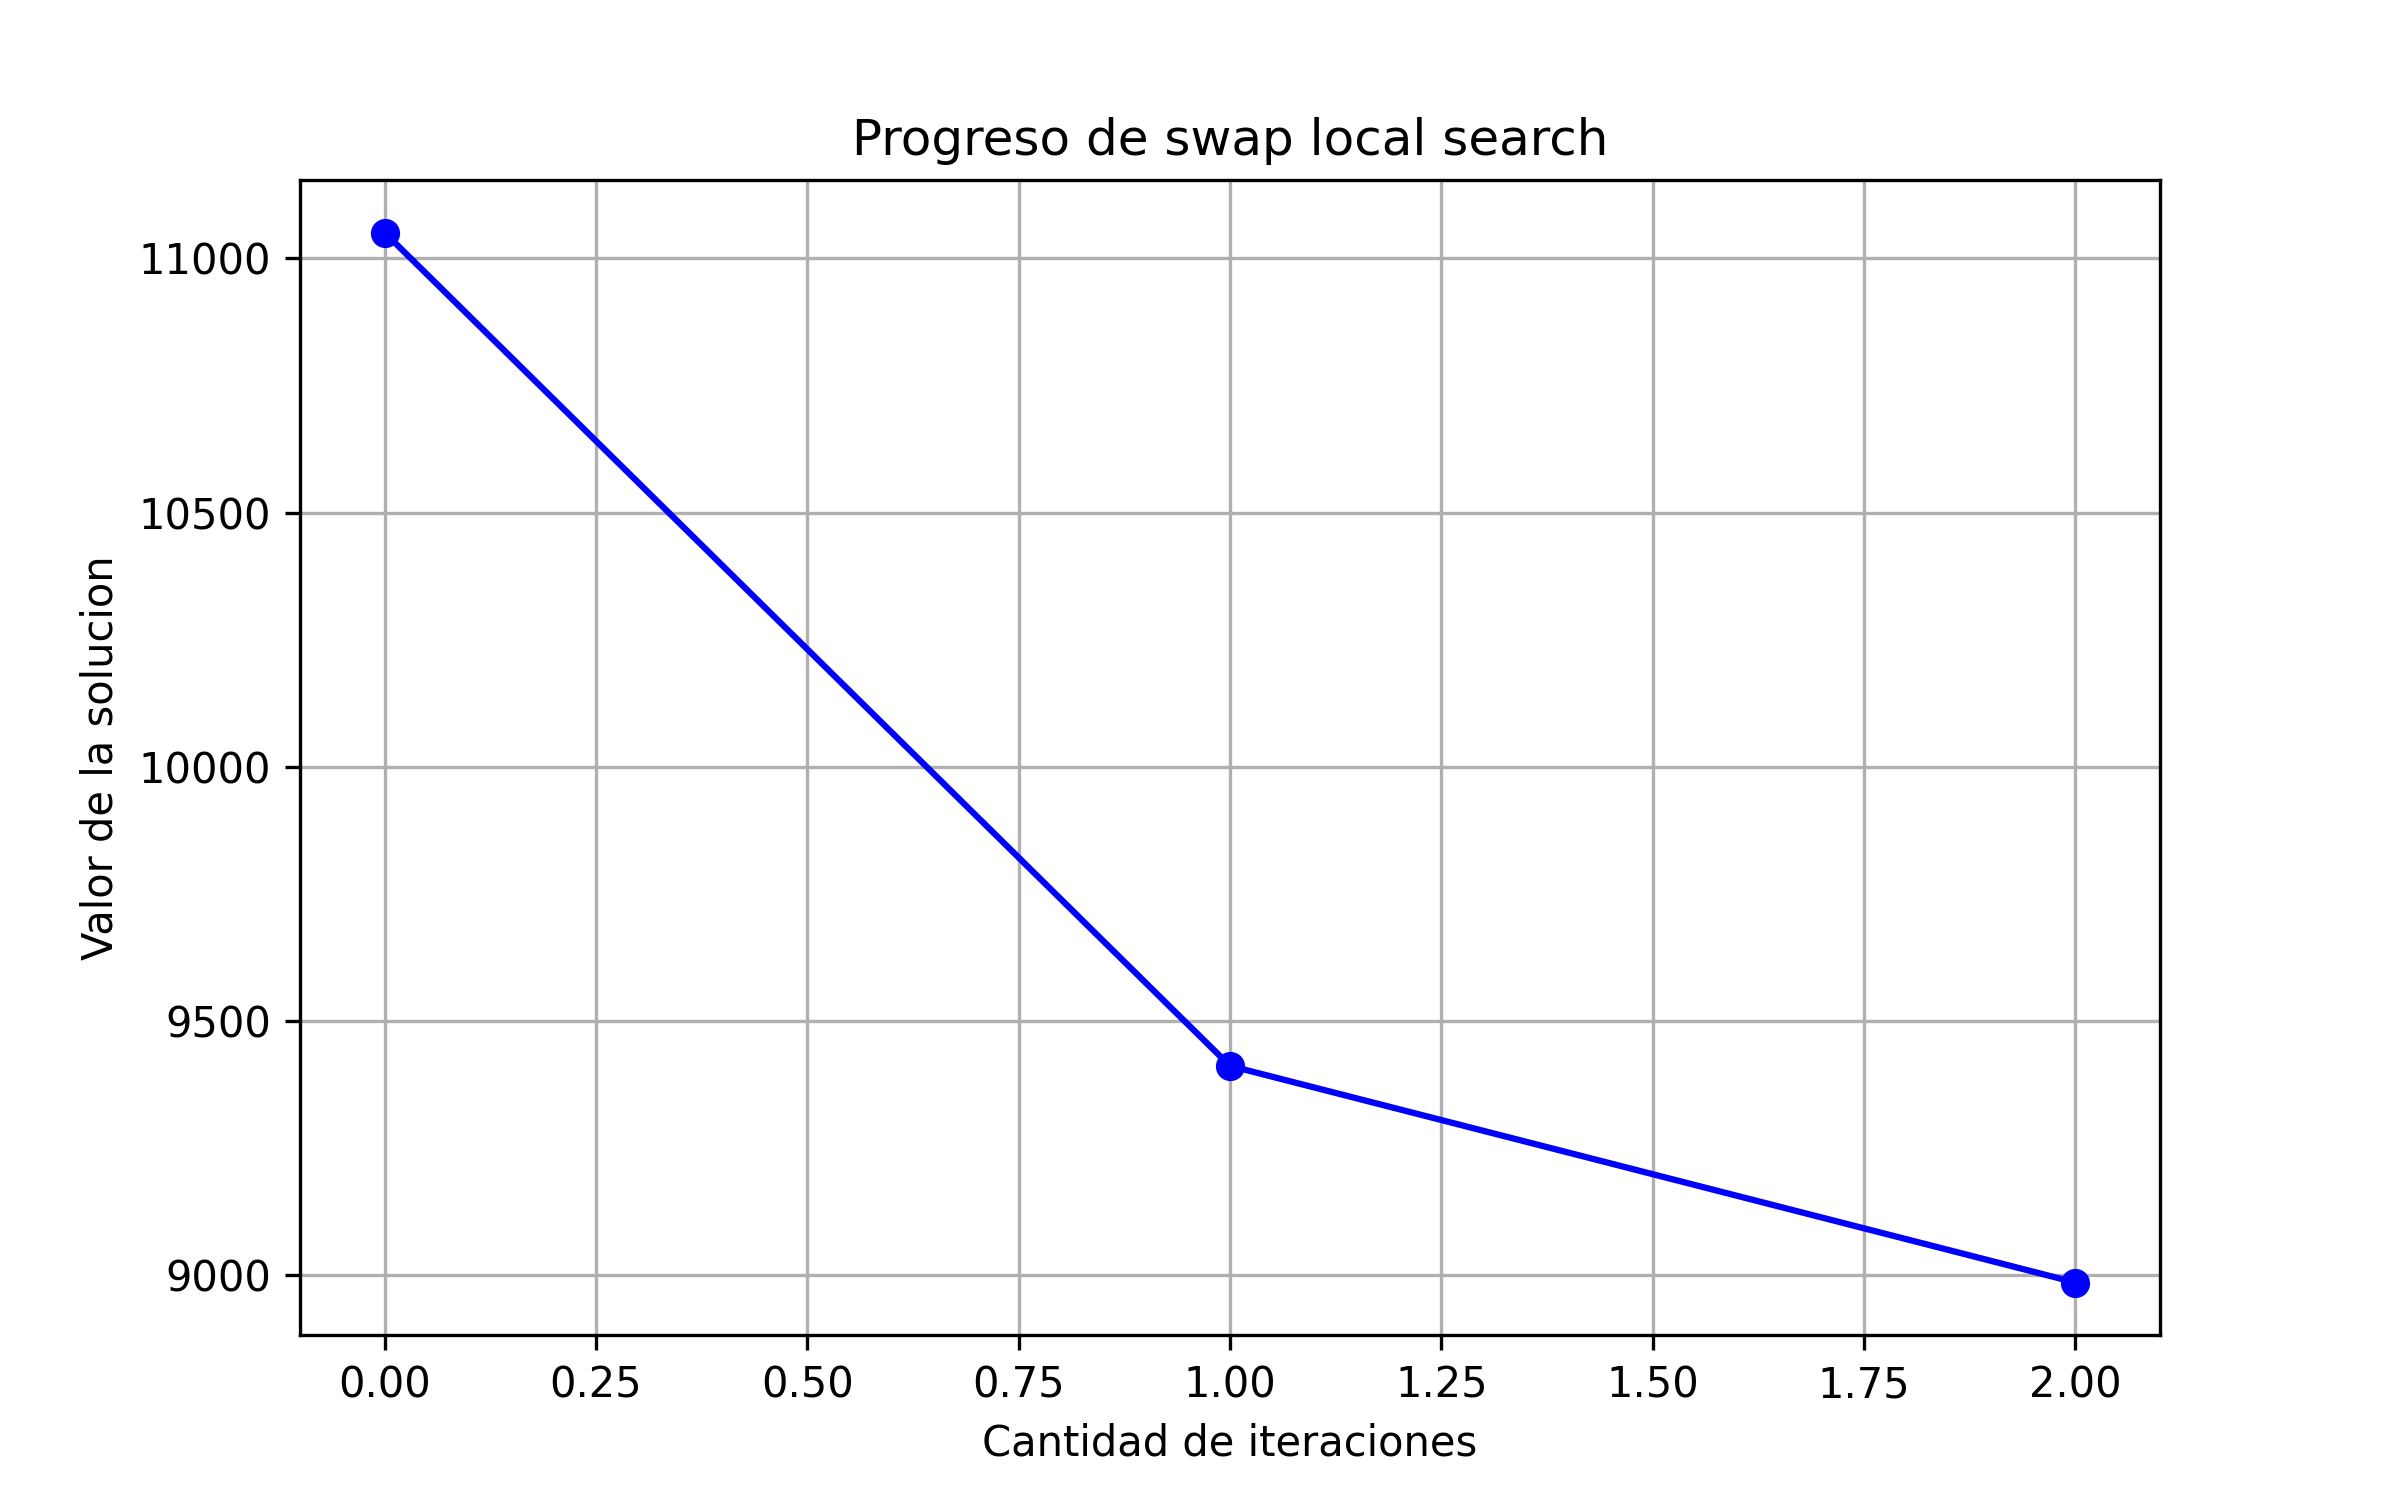 Progreso de swap local search
Valor de la solucion
11000
10500
10000
9500
9000
0.00 0.25 0.50 0.75 1.00 1.25 1.50 1.75 2.00
Cantidad de iteraciones